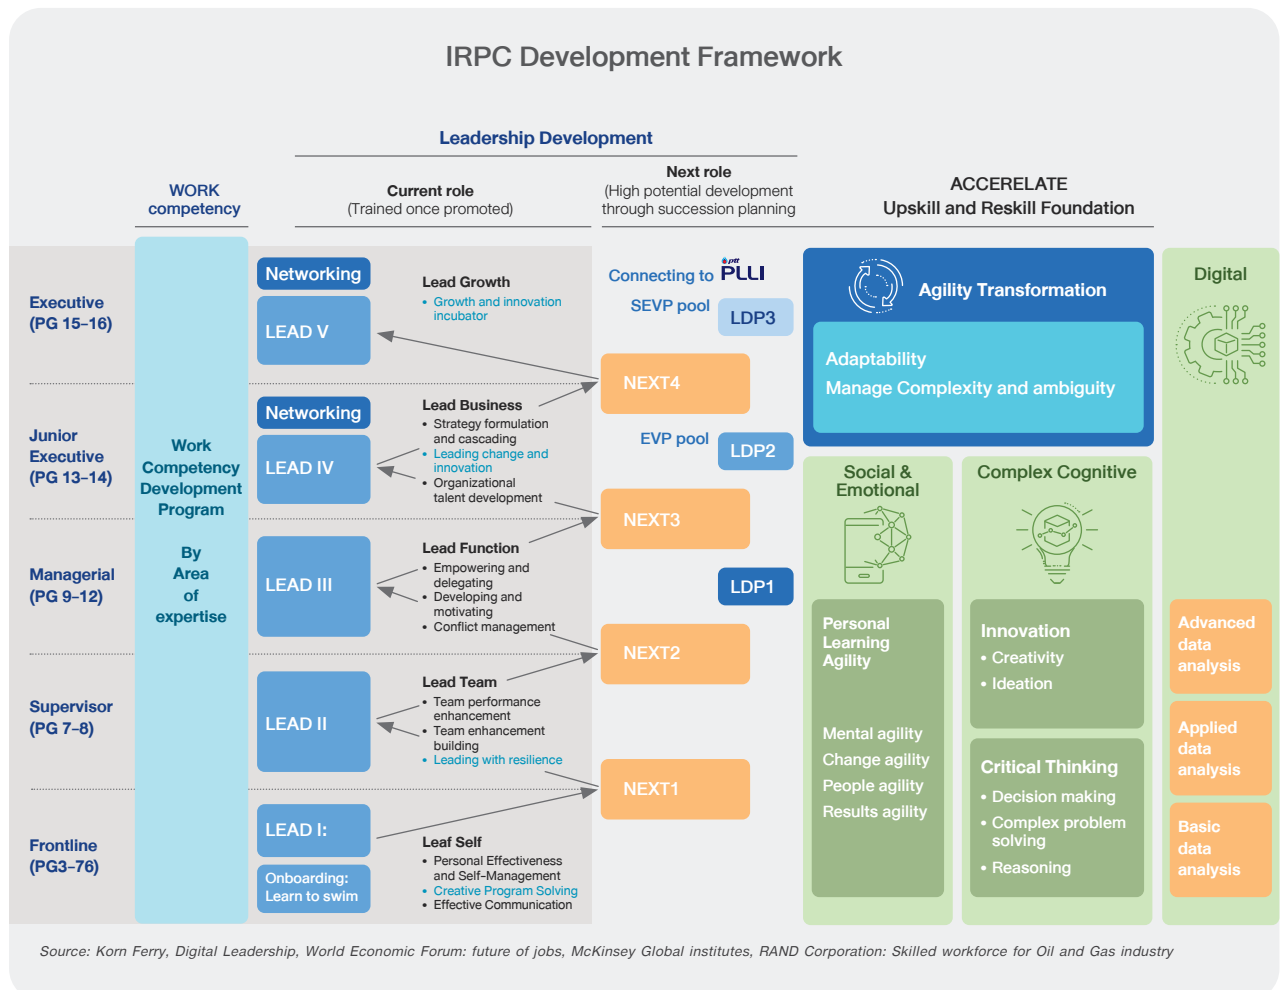 IRPC Development Framework
Leadership Development
WORK
competency
Current role
(Trained once promoted)
Next role
(High potential development
through succession planning
ACCERELATE
Upskill and Reskill Foundation
Executive
(PG 15–16)
Junior
Executive
(PG 13–14)
Managerial
(PG 9–12)
Supervisor
(PG 7–8)
Frontline
(PG3–76)
Work
Competency
Development
Program
By
Area
of
expertise
Networking
LEAD V
Networking
LEAD IV
LEAD III
LEAD II
LEAD I:
Onboarding:
Learn to swim
Lead Growth
• Growth and innovation
incubator
Lead Business
• Strategy formulation
and cascading
• Leading change and
innovation
• Organizational
talent development
Lead Function
• Empowering and
delegating
• Developing and
motivating
• Conflict management
Lead Team
• Team performance
enhancement
• Team enhancement
building
• Leading with resilience
Leaf Self
• Personal Effectiveness
and Self-Management
• Creative Program Solving
• Effective Communication
Connecting to ptt PLLI
SEVP pool
LDP3
NEXT4
EVP pool
LDP2
NEXT3
LDP1
NEXT2
NEXT1
Agility Transformation
Adaptability
Manage Complexity and ambiguity
Social &
Emotional
Personal
Learning
Agility
Mental agility
Change agility
People agility
Results agility
Complex Cognitive
Innovation
• Creativity
• Ideation
Critical Thinking
• Decision making
• Complex problem
solving
• Reasoning
Digital
Advanced
data
analysis
Applied
data
analysis
Basic
data
analysis
Source: Korn Ferry, Digital Leadership, World Economic Forum: future of jobs, McKinsey Global institutes, RAND Corporation: Skilled workforce for Oil and Gas industry